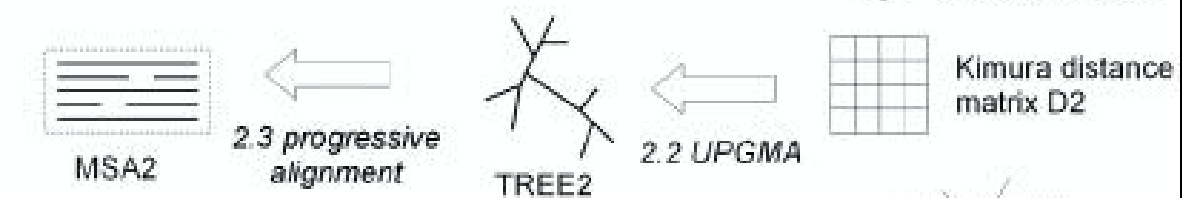 Kimura distance
matrix D2
2.3 progressive
alignment
2.2 UPGMA
MSA2
TREE2